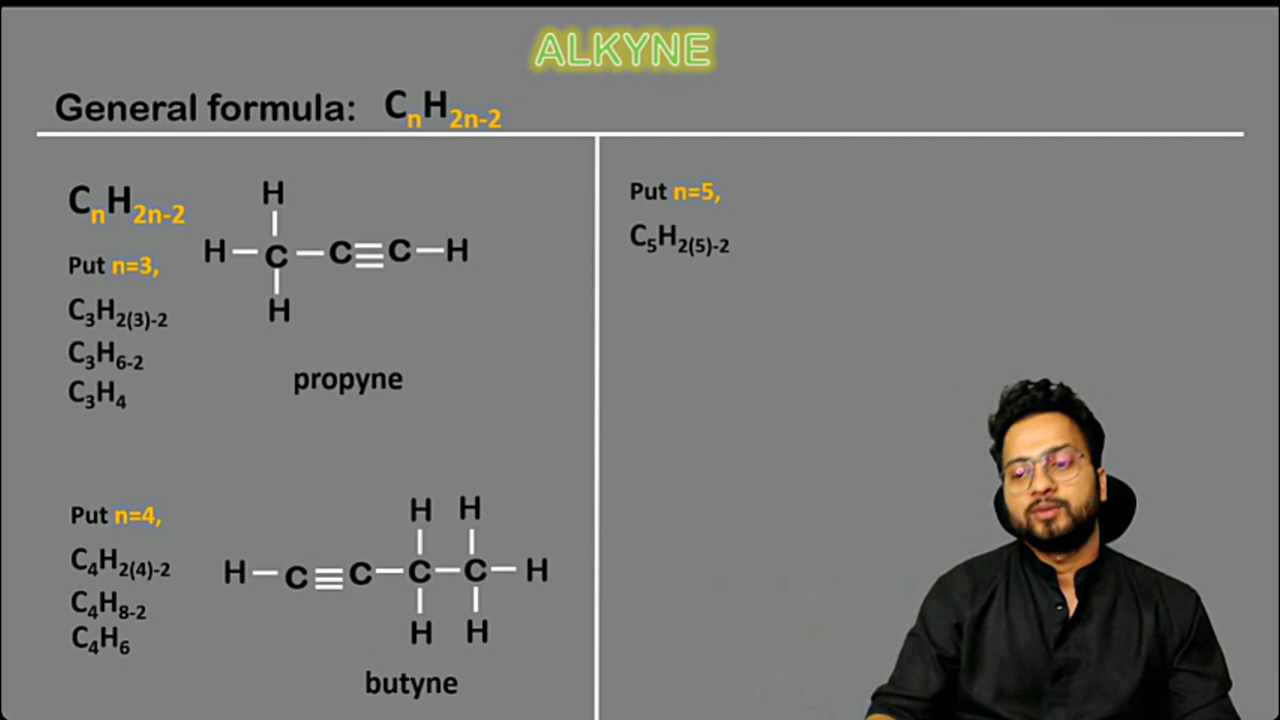 ALKYNE
General formula: CnH2n-2
CnH2n-2
Put n=3,
C3H2(3)-2
C3H6-2
C3H4
H
H－C－C≡C－H
H
propyne
Put n=4,
C4H2(4)-2
C4H8-2
C4H6
H H
H－C≡C－C－C－H
H H
butyne
Put n=5,
C5H2(5)-2